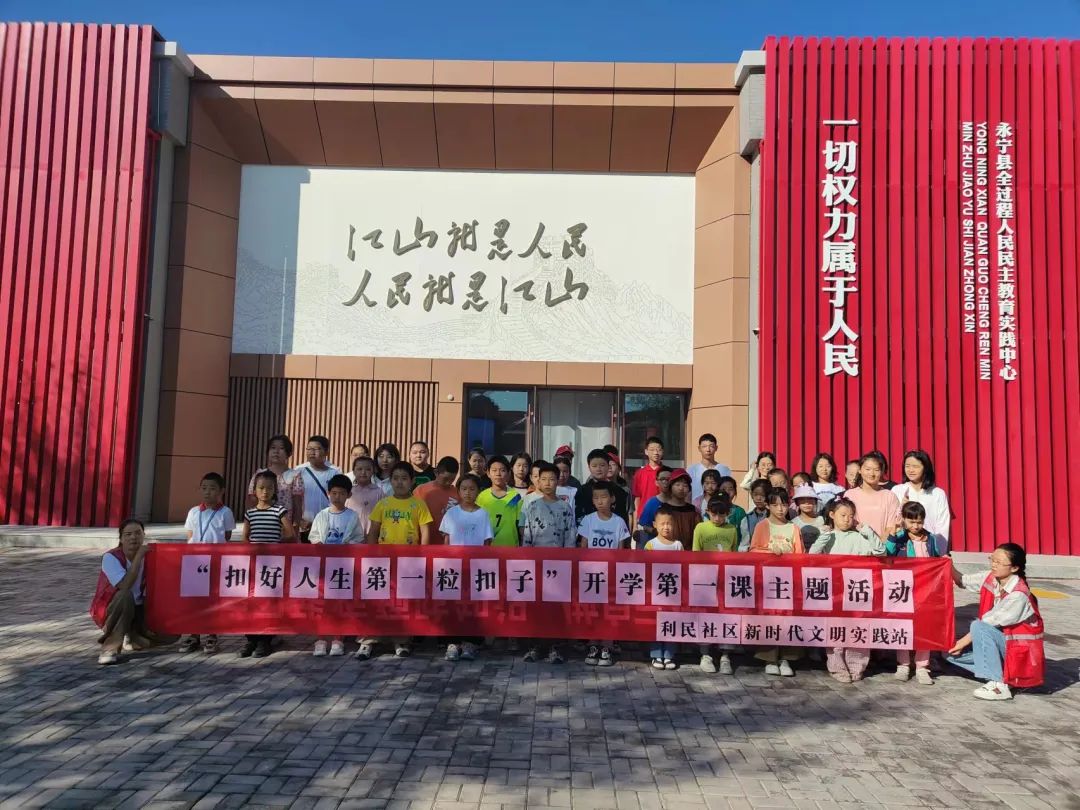 江山就是人民
人民就是江山
一切权力属于人民
永宁县全过程人民民主教育实践中心
YONG NING XIAN QUAN GUO CHENG REN MIN
MIN ZHU JIAO YU SHI JIAN ZHONG XIN
“扣好人生第一粒扣子”开学第一课主题活动
利民社区新时代文明实践站
BOY
7